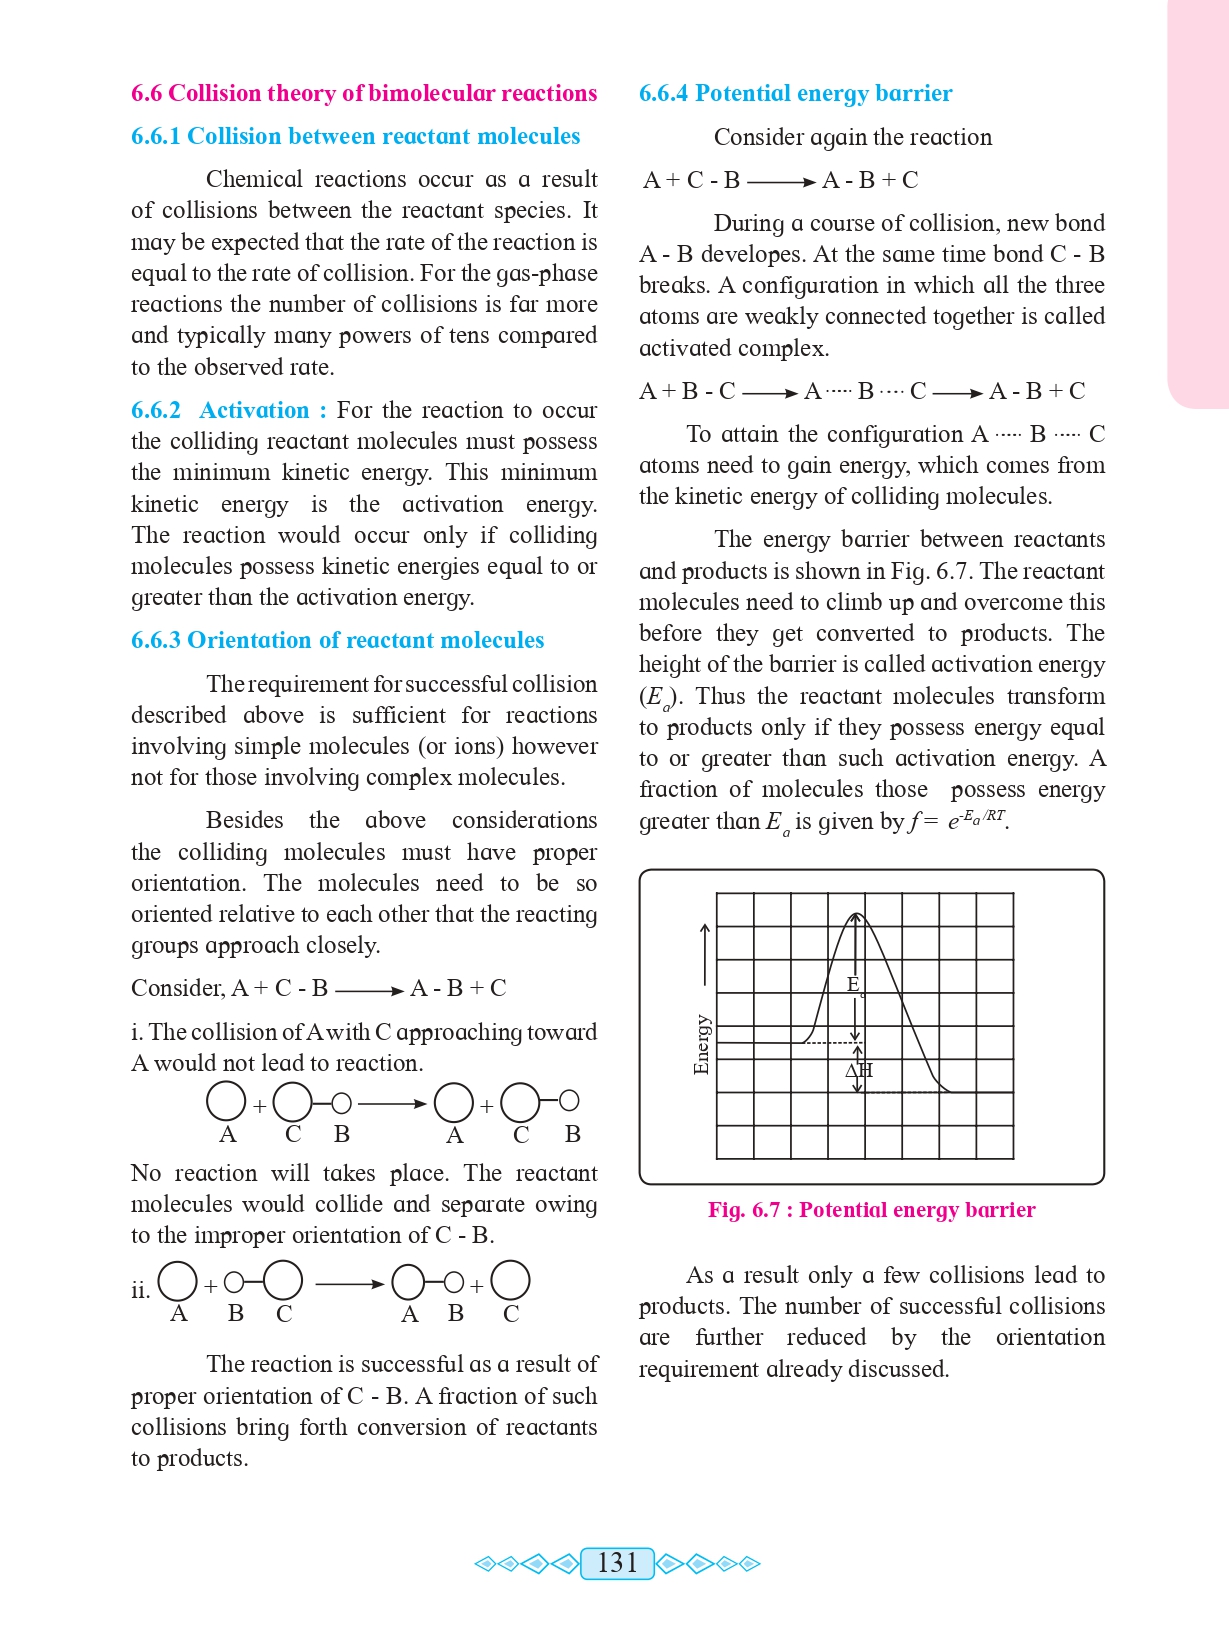 6.6 Collision theory of bimolecular reactions
6.6.1 Collision between reactant molecules
Chemical reactions occur as a result
of collisions between the reactant species. It
may be expected that the rate of the reaction is
equal to the rate of collision. For the gas-phase
reactions the number of collisions is far more
and typically many powers of tens compared
to the observed rate.
6.6.2 Activation : For the reaction to occur
the colliding reactant molecules must possess
the minimum kinetic energy. This minimum
kinetic energy is the activation energy.
The reaction would occur only if colliding
molecules possess kinetic energies equal to or
greater than the activation energy.
6.6.3 Orientation of reactant molecules
The requirement for successful collision
described above is sufficient for reactions
involving simple molecules (or ions) however
not for those involving complex molecules.
Besides the above considerations
the colliding molecules must have proper
orientation. The molecules need to be so
oriented relative to each other that the reacting
groups approach closely.
Consider, A + C - B ⟶ A - B + C
i. The collision of A with C approaching toward
A would not lead to reaction.
+ +
A C B A C B
No reaction will takes place. The reactant
molecules would collide and separate owing
to the improper orientation of C - B.
ii. + +
A B C A B C
The reaction is successful as a result of
proper orientation of C - B. A fraction of such
collisions bring forth conversion of reactants
to products.
6.6.4 Potential energy barrier
Consider again the reaction
A + C - B ⟶ A - B + C
During a course of collision, new bond
A - B developes. At the same time bond C - B
breaks. A configuration in which all the three
atoms are weakly connected together is called
activated complex.
A + B - C ⟶ A ····· B ···· C ⟶ A - B + C
To attain the configuration A ····· B ····· C
atoms need to gain energy, which comes from
the kinetic energy of colliding molecules.
The energy barrier between reactants
and products is shown in Fig. 6.7. The reactant
molecules need to climb up and overcome this
before they get converted to products. The
height of the barrier is called activation energy
(Eₐ). Thus the reactant molecules transform
to products only if they possess energy equal
to or greater than such activation energy. A
fraction of molecules those possess energy
greater than Eₐ is given by f = e^-Eₐ/RT.
Energy
Eₐ
ΔH
Fig. 6.7 : Potential energy barrier
As a result only a few collisions lead to
products. The number of successful collisions
are further reduced by the orientation
requirement already discussed.
131